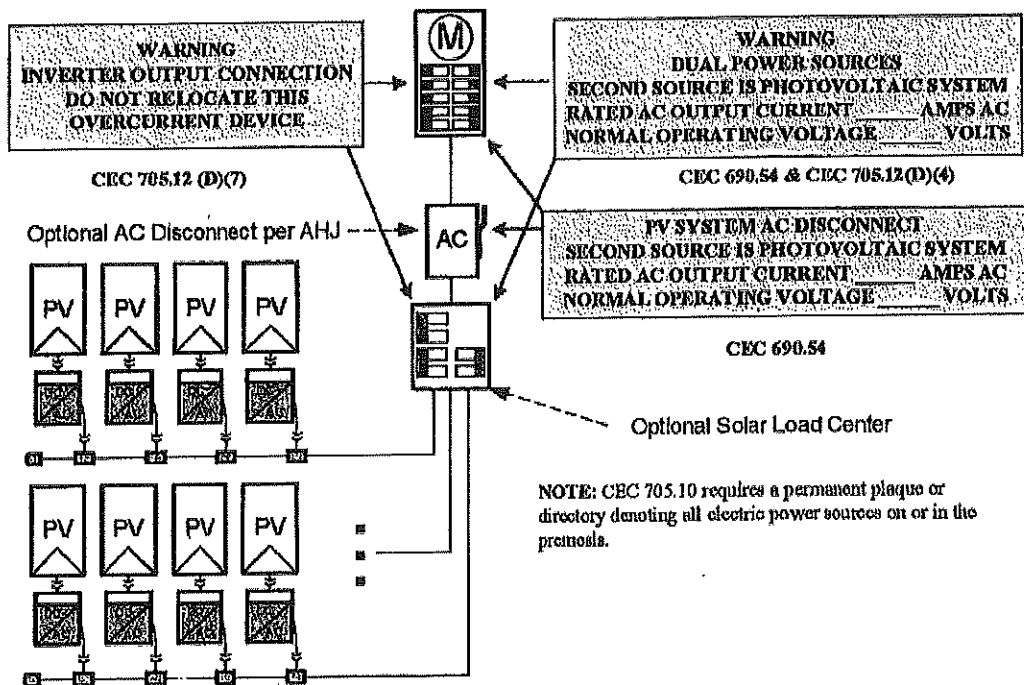 WARNING
INVERTER OUTPUT CONNECTION
DO NOT RELOCATE THIS
OVERCURRENT DEVICE
CEC 705.12 (D)(7)
M
WARNING
DUAL POWER SOURCES
SECOND SOURCE IS PHOTOVOLTAIC SYSTEM
RATED AC OUTPUT CURRENT ______ AMPS AC
NORMAL OPERATING VOLTAGE ______ VOLTS
CEC 690.54 & CEC 705.12 (D)(4)
Optional AC Disconnect per AHJ
AC
PV SYSTEM AC DISCONNECT
SECOND SOURCE IS PHOTOVOLTAIC SYSTEM
RATED AC OUTPUT CURRENT ______ AMPS AC
NORMAL OPERATING VOLTAGE ______ VOLTS
CEC 690.54
PV PV PV PV
Optional Solar Load Center
NOTE: CEC 705.10 requires a permanent plaque or
directory denoting all electric power sources on or in the
premesis.
PV PV PV PV